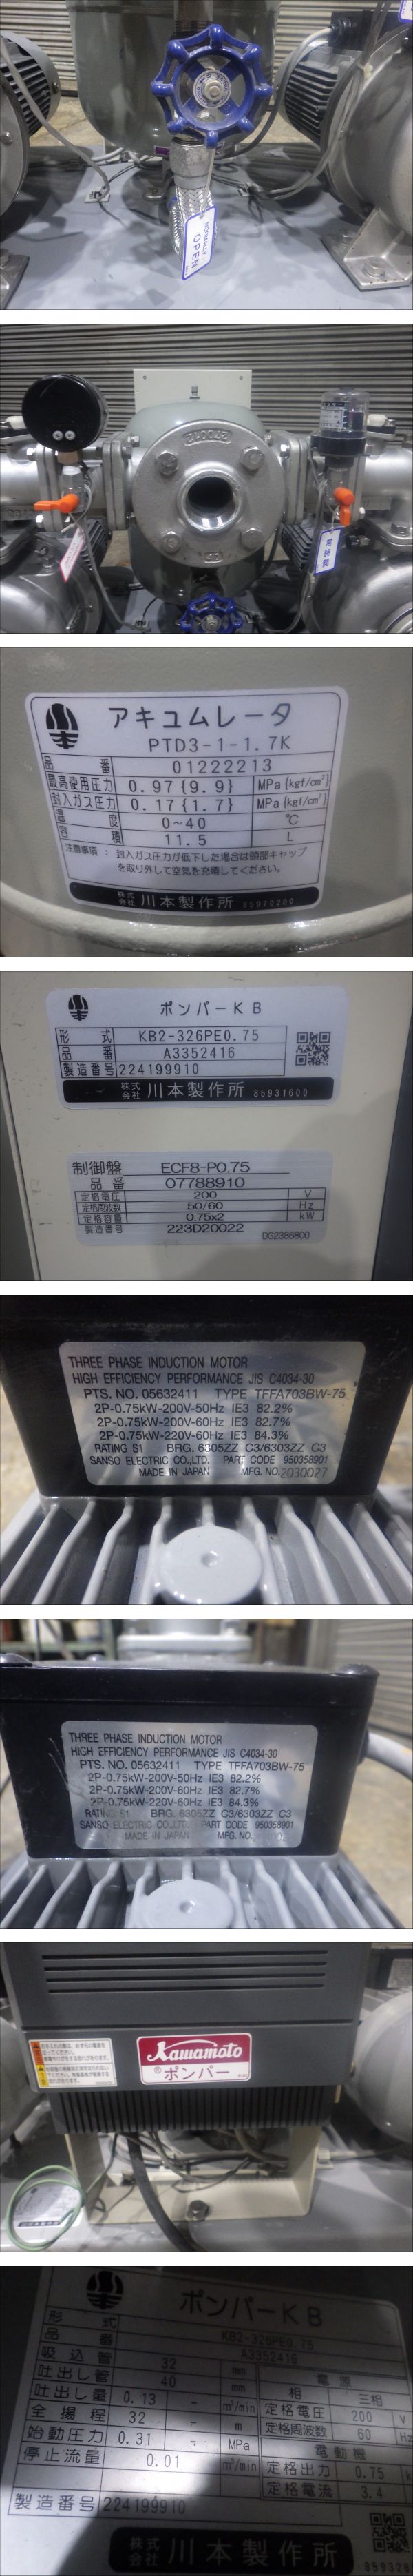 NORMALLY
OPEN
常時
開
アキュムレータ
PTD3-1-1.7K
品番 01222213
最高使用圧力 0.97{9.9} MPa{kgf/cm²}
封入ガス圧力 0.17{1.7} MPa{kgf/cm²}
温度 0~40 ℃
容積 11.5 L
注意事項 : 封入ガス圧力が低下した場合は頭部キャップ
を取り外して空気を充填してください。
株式会社 川本製作所 85970200
ポンパーKB
形式 KB2-326PE0.75
品番 A3352416
製造番号 224199910
株式会社 川本製作所 85931600
制御盤 ECF8-P0.75
品番 07788910
定格電圧 200 V
定格周波数 50/60 Hz
定格容量 0.75x2 kW
製造番号 223D20022 DG2386800
THREE PHASE INDUCTION MOTOR
HIGH EFFICIENCY PERFORMANCE JIS C4034-30
PTS. NO. 05632411 TYPE TFFA703BW-75
2P-0.75kW-200V-50Hz IE3 82.2%
2P-0.75kW-200V-60Hz IE3 82.7%
2P-0.75kW-220V-60Hz IE3 84.3%
RATING S1 BRG. 6305ZZ C3/6303ZZ C3
SANSO ELECTRIC CO.,LTD. PART CODE 950358901
MADE IN JAPAN MFG. NO. 2030027
THREE PHASE INDUCTION MOTOR
HIGH EFFICIENCY PERFORMANCE JIS C4034-30
PTS. NO. 05632411 TYPE TFFA703BW-75
2P-0.75kW-200V-50Hz IE3 82.2%
2P-0.75kW-200V-60Hz IE3 82.7%
2P-0.75kW-220V-60Hz IE3 84.3%
RATING S1 BRG. 6305ZZ C3/6303ZZ C3
SANSO ELECTRIC CO.,LTD. PART CODE 950358901
MADE IN JAPAN MFG. NO.
Kawamoto
®ポンパー
ポンパーKB
形式 KB2-326PE0.75
品番 A3352416
吸込管 32 mm
吐出し管 40 mm
吐出し量 0.13 - m³/min
全揚程 32 - m
始動圧力 0.31 - MPa
停止流量 0.01 m³/min
電源
相 三相
定格電圧 200 V
定格周波数 60 Hz
電動機
定格出力 0.75
定格電流 3.4
製造番号 224199910
株式会社 川本製作所